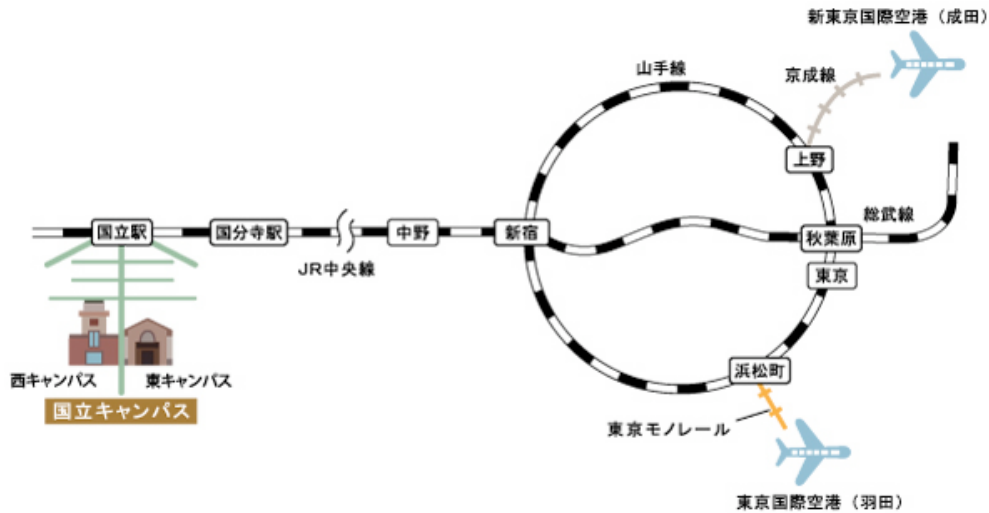 新東京国際空港（成田）
山手線
京成線
上野
総武線
国立駅
国分寺駅
中野
新宿
秋葉原
JR中央線
東京
浜松町
西キャンパス
東キャンパス
国立キャンパス
東京モノレール
東京国際空港（羽田）